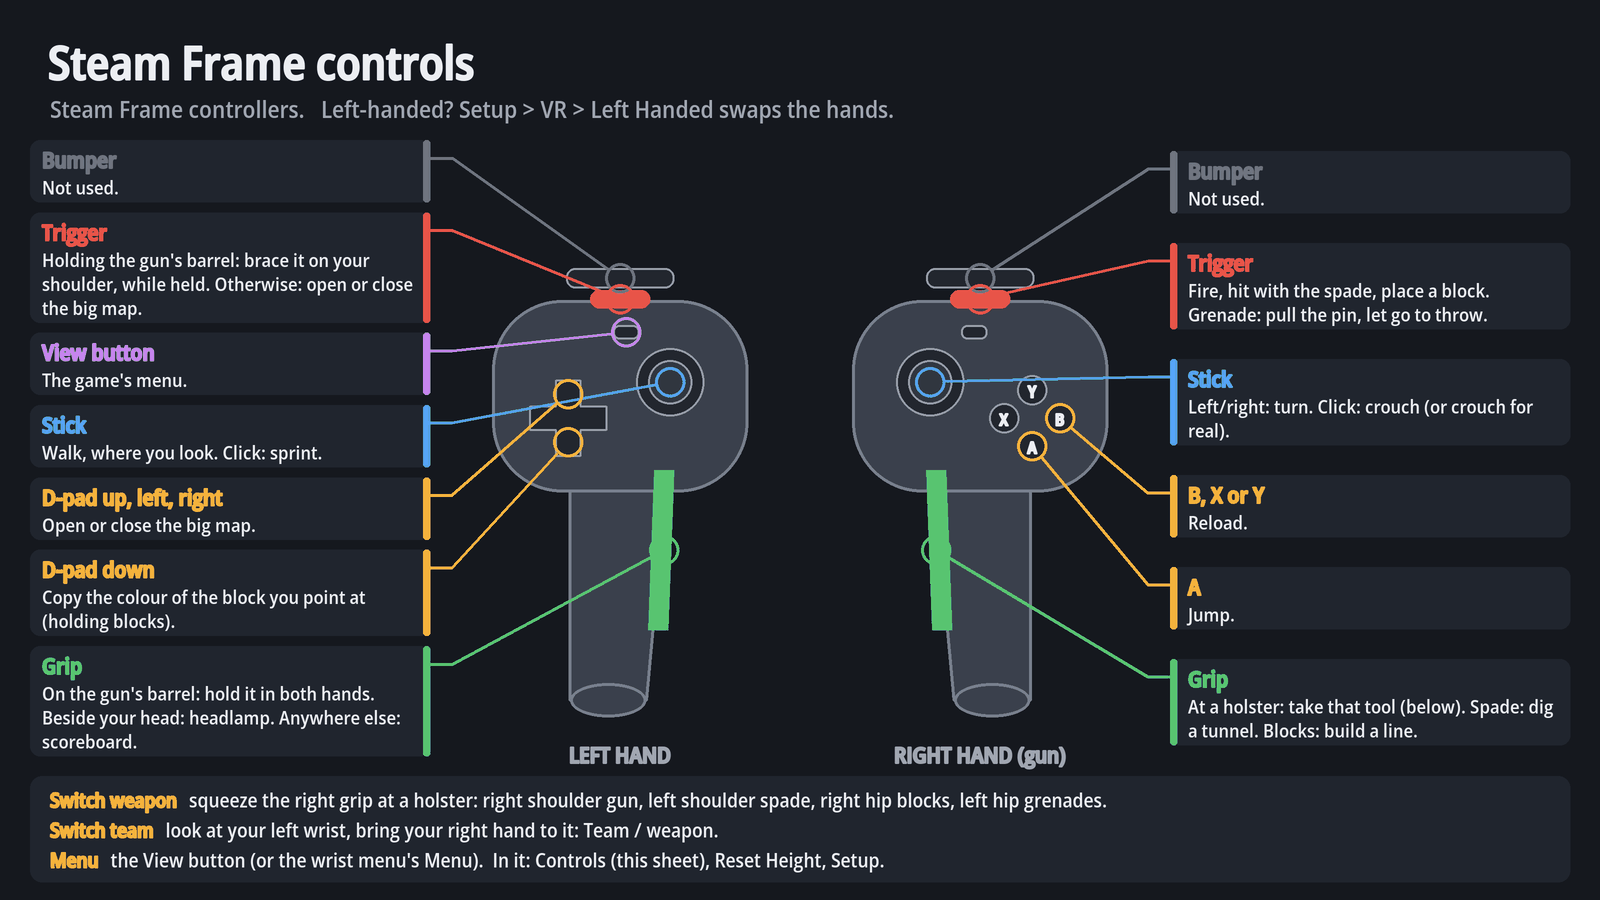 Steam Frame controls
Steam Frame controllers. Left-handed? Setup > VR > Left Handed swaps the hands.
Bumper
Not used.
Trigger
Holding the gun's barrel: brace it on your
shoulder, while held. Otherwise: open or close
the big map.
View button
The game's menu.
Stick
Walk, where you look. Click: sprint.
D-pad up, left, right
Open or close the big map.
D-pad down
Copy the colour of the block you point at
(holding blocks).
Grip
On the gun's barrel: hold it in both hands.
Beside your head: headlamp. Anywhere else:
scoreboard.
LEFT HAND
Y
X
B
A
RIGHT HAND (gun)
Bumper
Not used.
Trigger
Fire, hit with the spade, place a block.
Grenade: pull the pin, let go to throw.
Stick
Left/right: turn. Click: crouch (or crouch for
real).
B, X or Y
Reload.
A
Jump.
Grip
At a holster: take that tool (below). Spade: dig
a tunnel. Blocks: build a line.
Switch weapon squeeze the right grip at a holster: right shoulder gun, left shoulder spade, right hip blocks, left hip grenades.
Switch team look at your left wrist, bring your right hand to it: Team / weapon.
Menu the View button (or the wrist menu's Menu). In it: Controls (this sheet), Reset Height, Setup.